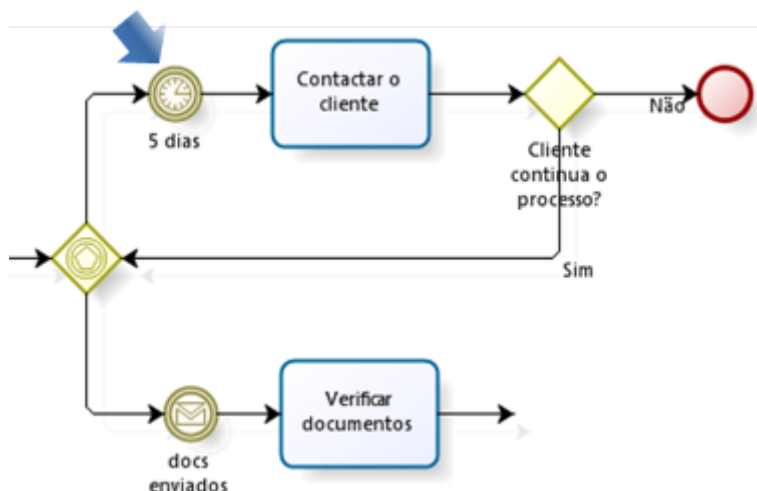 Contactar o
cliente
5 dias
Não
Cliente
continua o
processo?
Sim
Verificar
documentos
docs
enviados